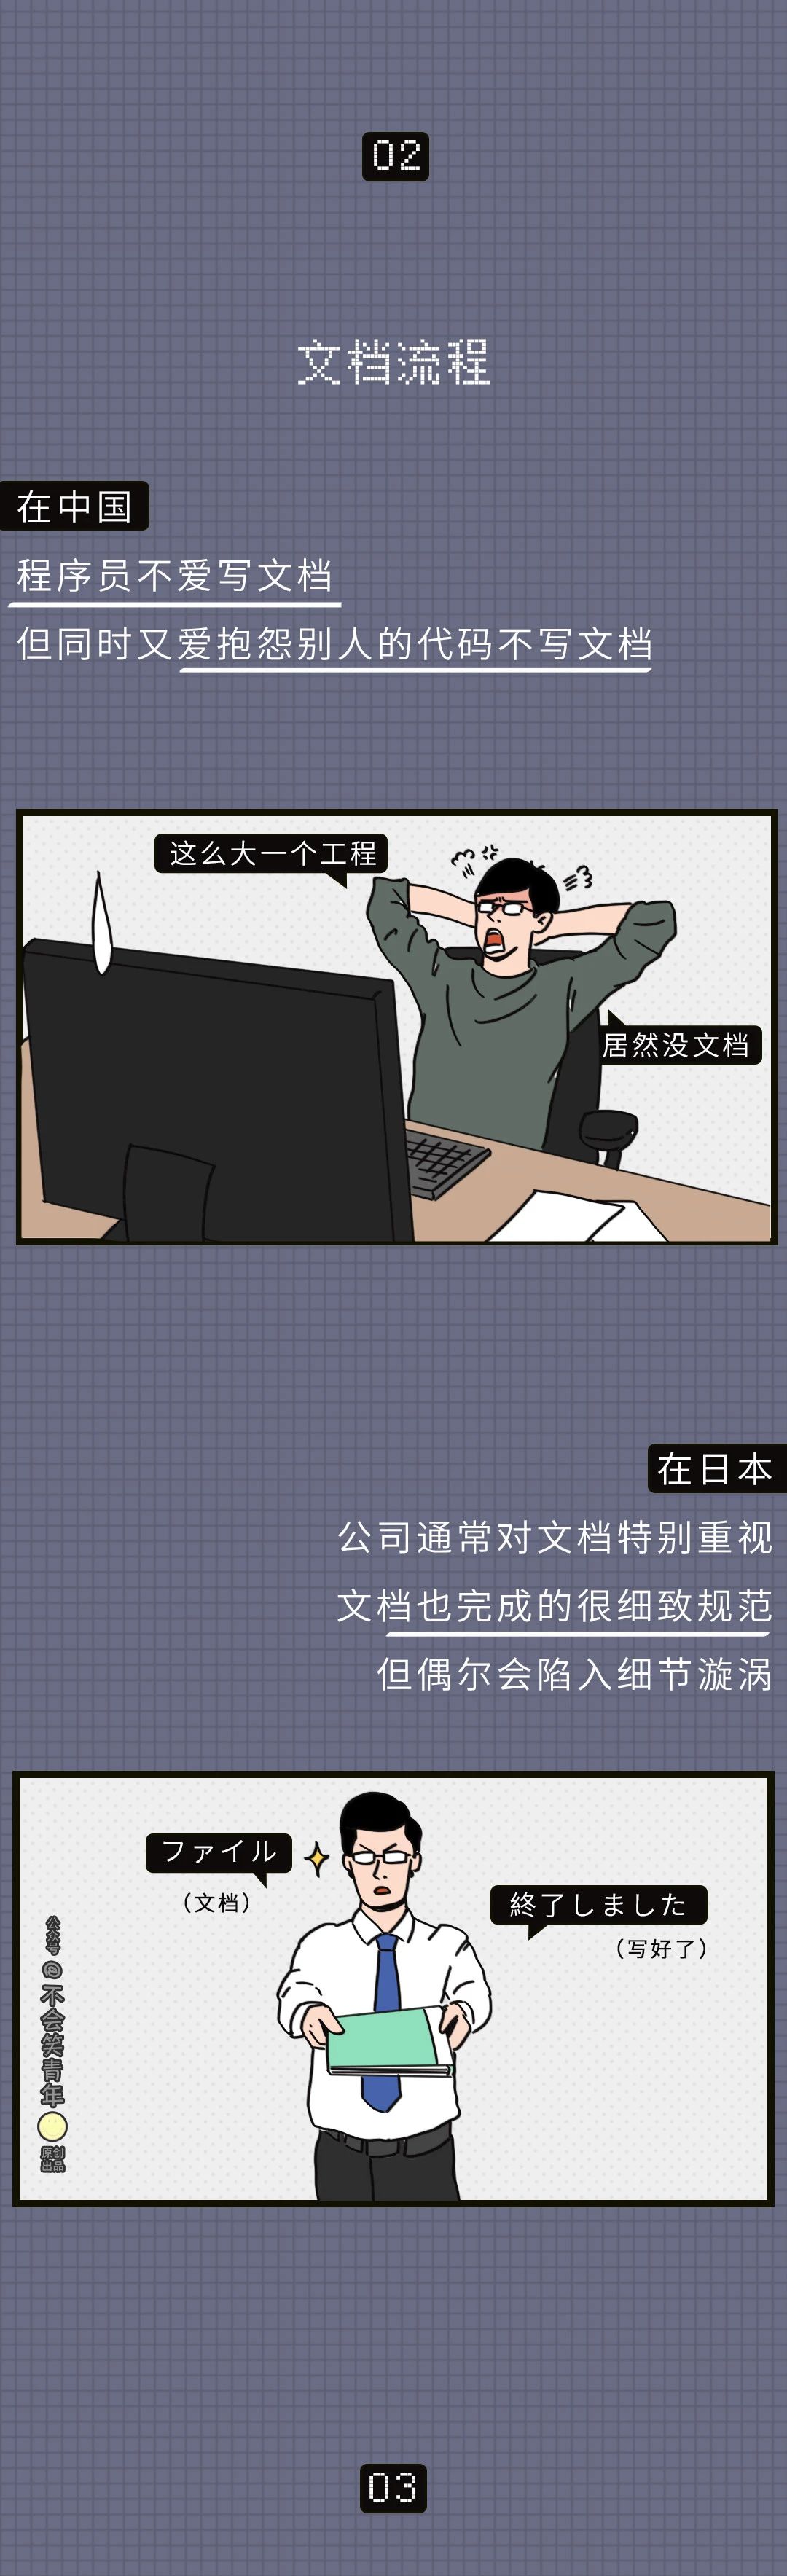 02
文档流程
在中国
程序员不爱写文档
但同时又爱抱怨别人的代码不写文档
这么大一个工程
居然没文档
在日本
公司通常对文档特别重视
文档也完成的很细致规范
但偶尔会陷入细节漩涡
ファイル
（文档）
終了しました
（写好了）
公众号
@不会笑青年
原创
出品
03